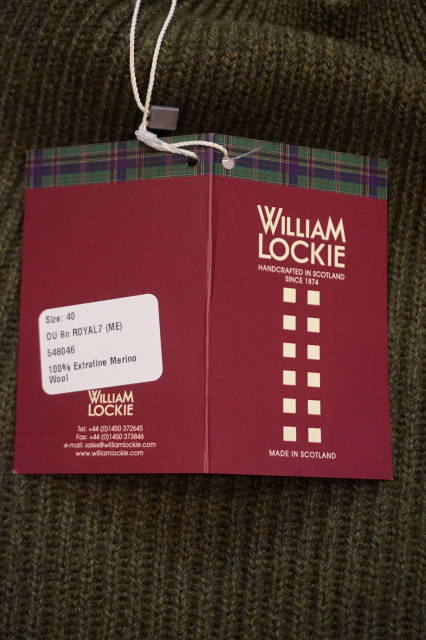 Size: 40
OU 8n ROYAL7 (ME)
548046
100% Extrafine Merino
Wool
WILLIAM
LOCKIE
Tel: +44 (0)1450 372645
Fax: +44 (0)1450 373846
e-mail: sales@williamlockie.com
www.williamlockie.com
WILLIAM
LOCKIE
HANDCRAFTED IN SCOTLAND
SINCE 1874
MADE IN SCOTLAND